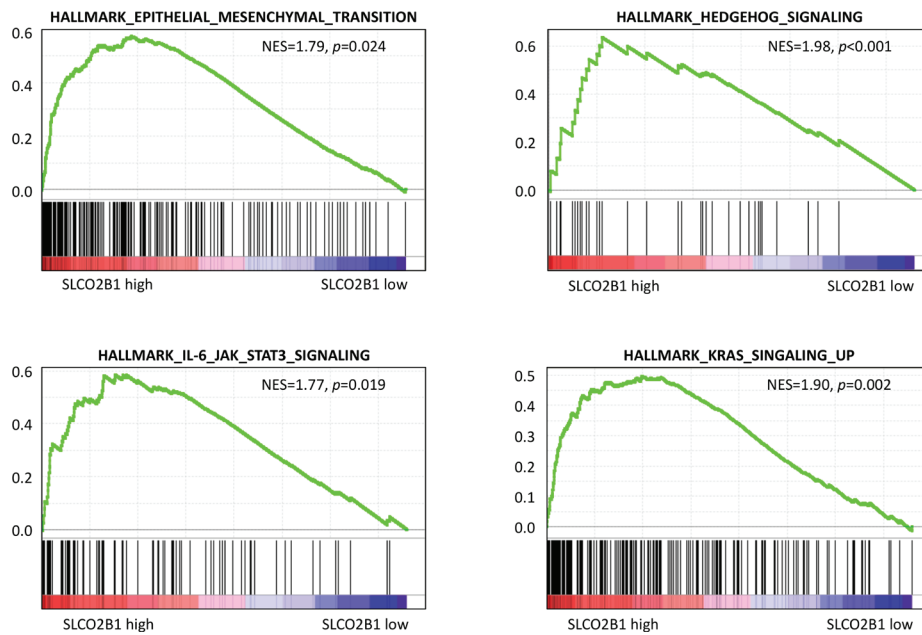 HALLMARK_EPITHELIAL_MESENCHYMAL_TRANSITION
NES=1.79, p=0.024
0.6
0.4
0.2
0.0
SLCO2B1 high SLCO2B1 low
HALLMARK_HEDGEHOG_SIGNALING
NES=1.98, p<0.001
0.6
0.4
0.2
0.0
SLCO2B1 high SLCO2B1 low
HALLMARK_IL-6_JAK_STAT3_SIGNALING
NES=1.77, p=0.019
0.6
0.4
0.2
0.0
SLCO2B1 high SLCO2B1 low
HALLMARK_KRAS_SINGALING_UP
NES=1.90, p=0.002
0.5
0.4
0.3
0.2
0.1
0.0
SLCO2B1 high SLCO2B1 low